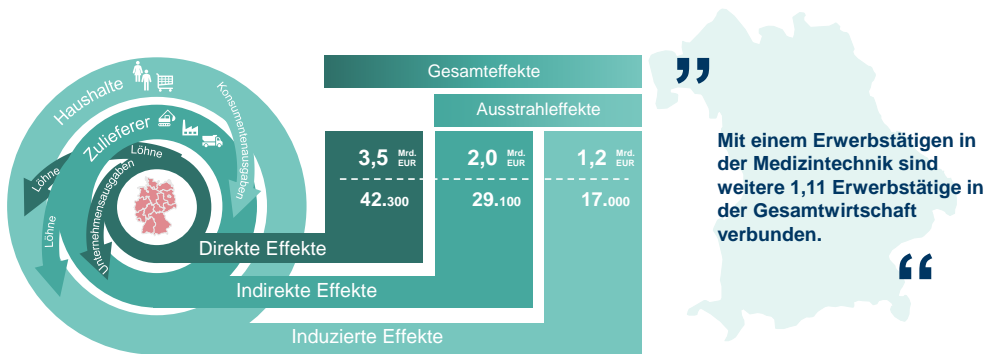 Gesamteffekte
Ausstrahleffekte
Haushalte
Zulieferer
Löhne
Konsumentenausgaben
Unternehmensausgaben
Löhne
Löhne
3,5 Mrd. EUR
2,0 Mrd. EUR
1,2 Mrd. EUR
42.300
29.100
17.000
Direkte Effekte
Indirekte Effekte
Induzierte Effekte
”
Mit einem Erwerbstätigen in
der Medizintechnik sind
weitere 1,11 Erwerbstätige in
der Gesamtwirtschaft
verbunden.
“